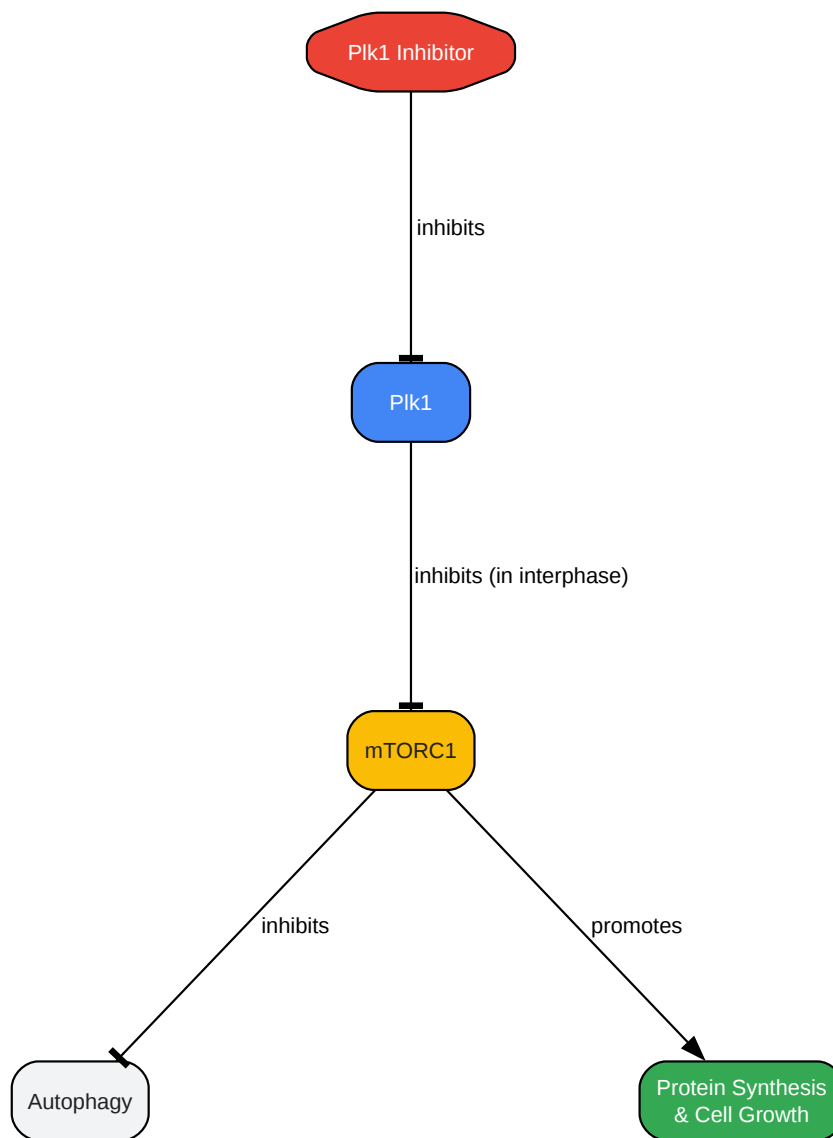 Plk1 Inhibitor
inhibits
Plk1
inhibits (in interphase)
mTORC1
inhibits
promotes
Autophagy
Protein Synthesis
& Cell Growth